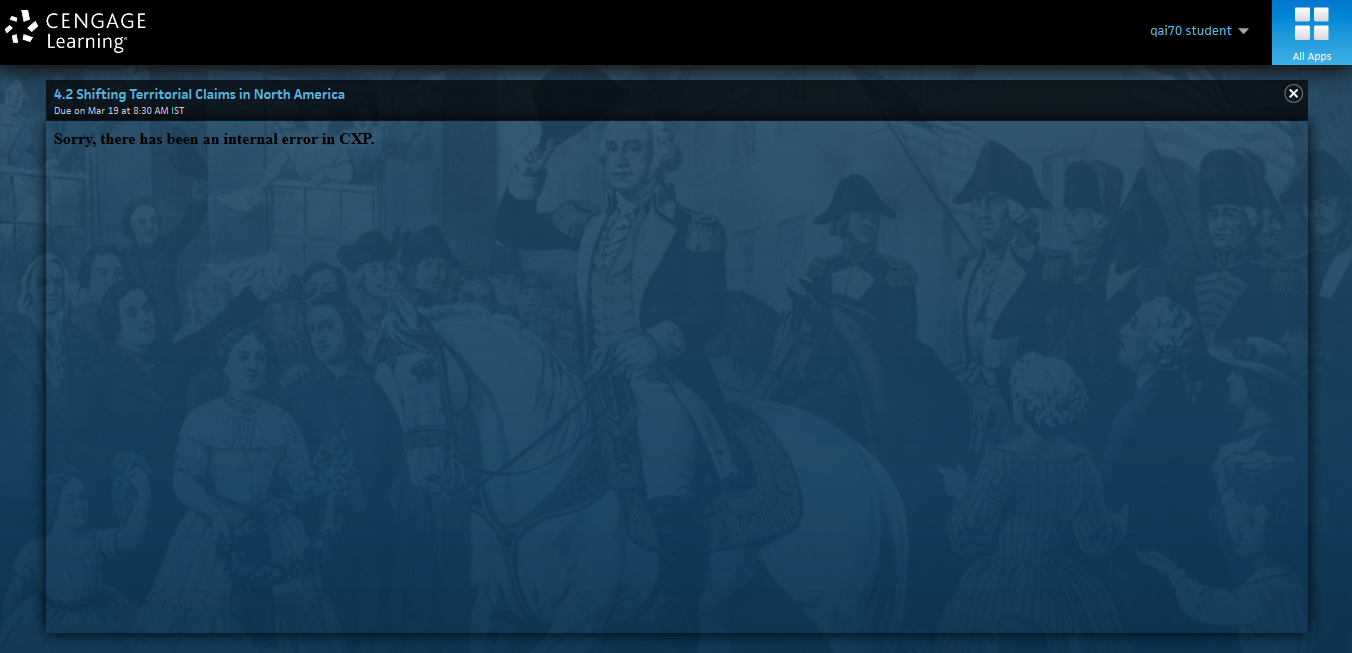 CENGAGE
Learning®
qai70 student
All Apps
4.2 Shifting Territorial Claims in North America
Due on Mar 19 at 8:30 AM IST
Sorry, there has been an internal error in CXP.